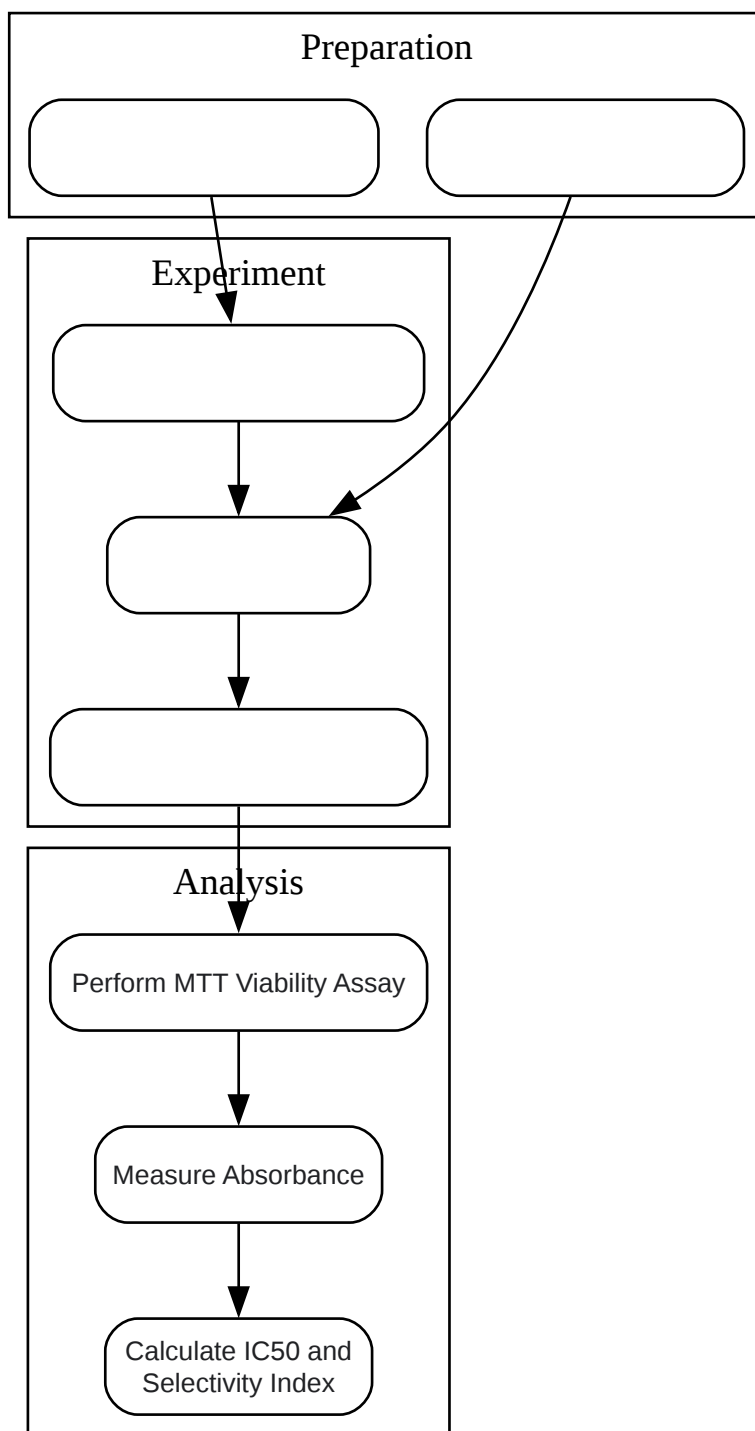 Preparation
Experiment
Analysis
Perform MTT Viability Assay
Measure Absorbance
Calculate IC50 and
Selectivity Index